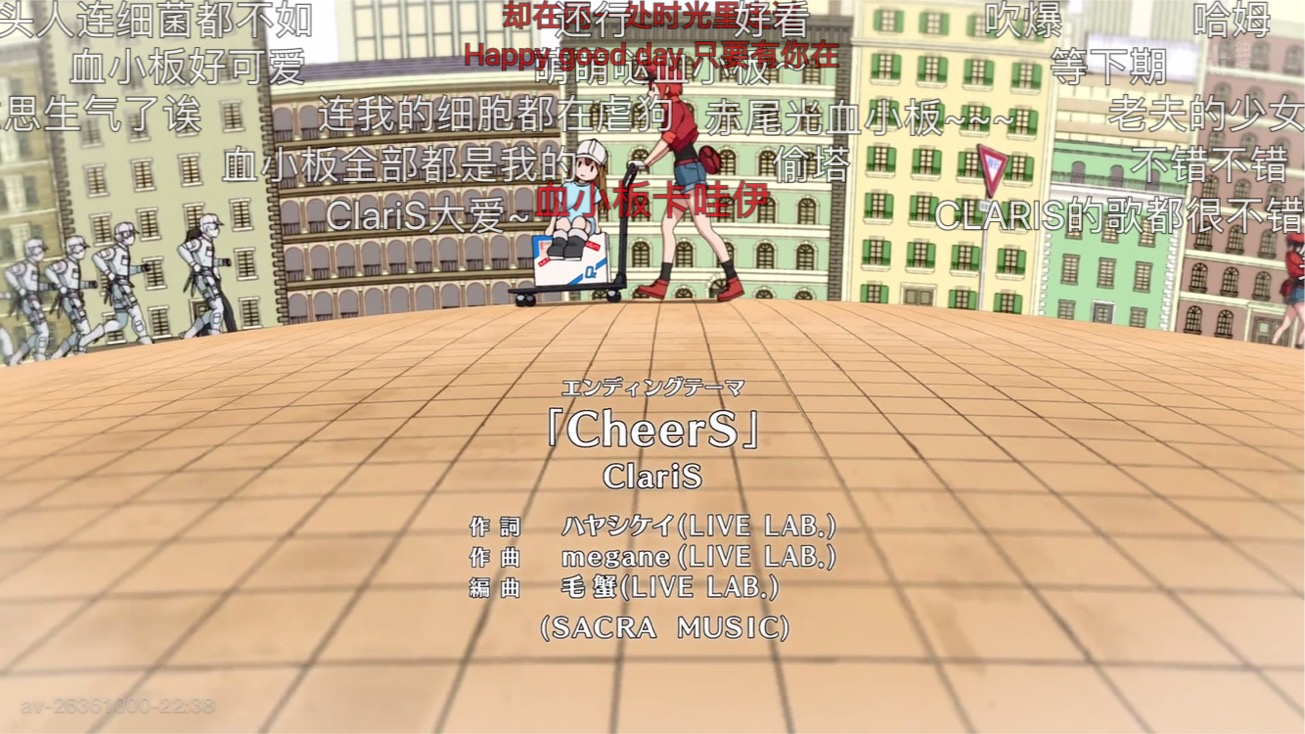 头人连细菌都不如
还行
好看
吹爆
哈姆
Happy good day 只要有你在
血小板好可爱
等下期
思生气了诶
连我的细胞都在虐狗
赤尾光血小板~~~
老夫的少女
血小板全部都是我的
偷塔
不错不错
血小板卡哇伊
ClariS大爱~
CLARIS的歌都很不错
エンディングテーマ
「CheerS」
ClariS
作詞 ハヤシケイ(LIVE LAB.)
作曲 megane(LIVE LAB.)
編曲 毛蟹(LIVE LAB.)
(SACRA MUSIC)
av-26361000-22:38